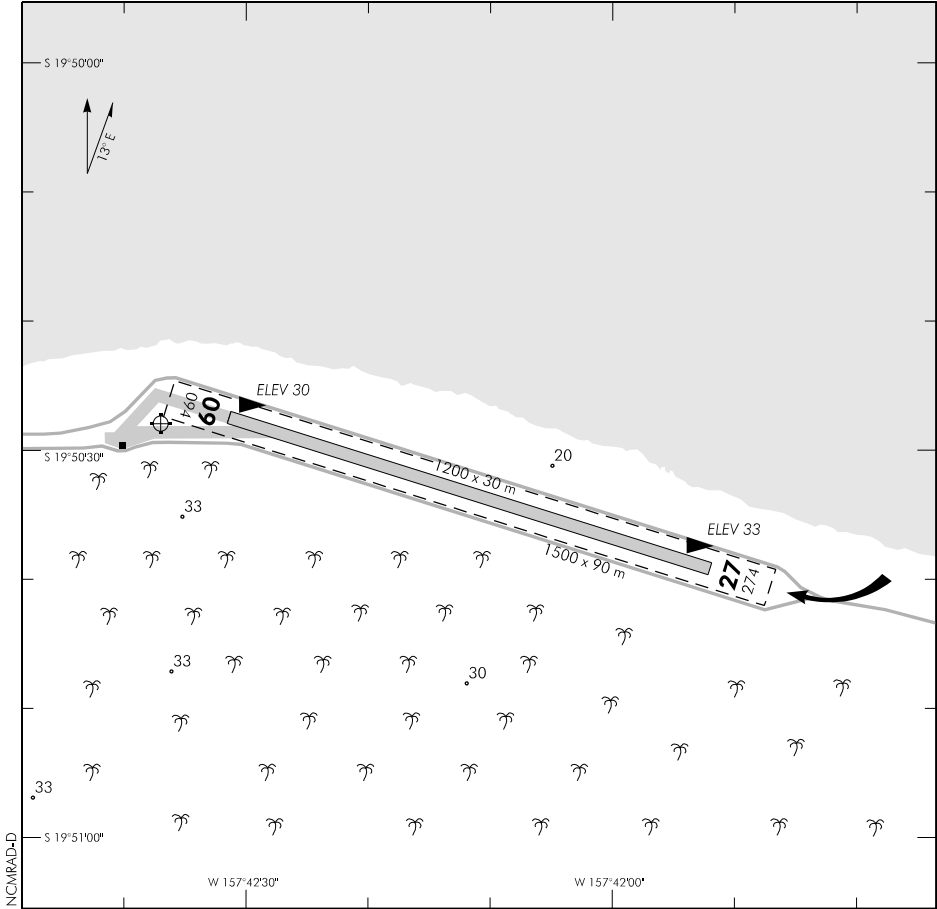 S 19°50'00"
13° E
ELEV 30
09
094
S 19°50'30"
1200 x 30 m
20
33
ELEV 33
1500 x 90 m
27
274
33
30
33
S 19°51'00"
W 157°42'30"
W 157°42'00"
NCMRAD-D